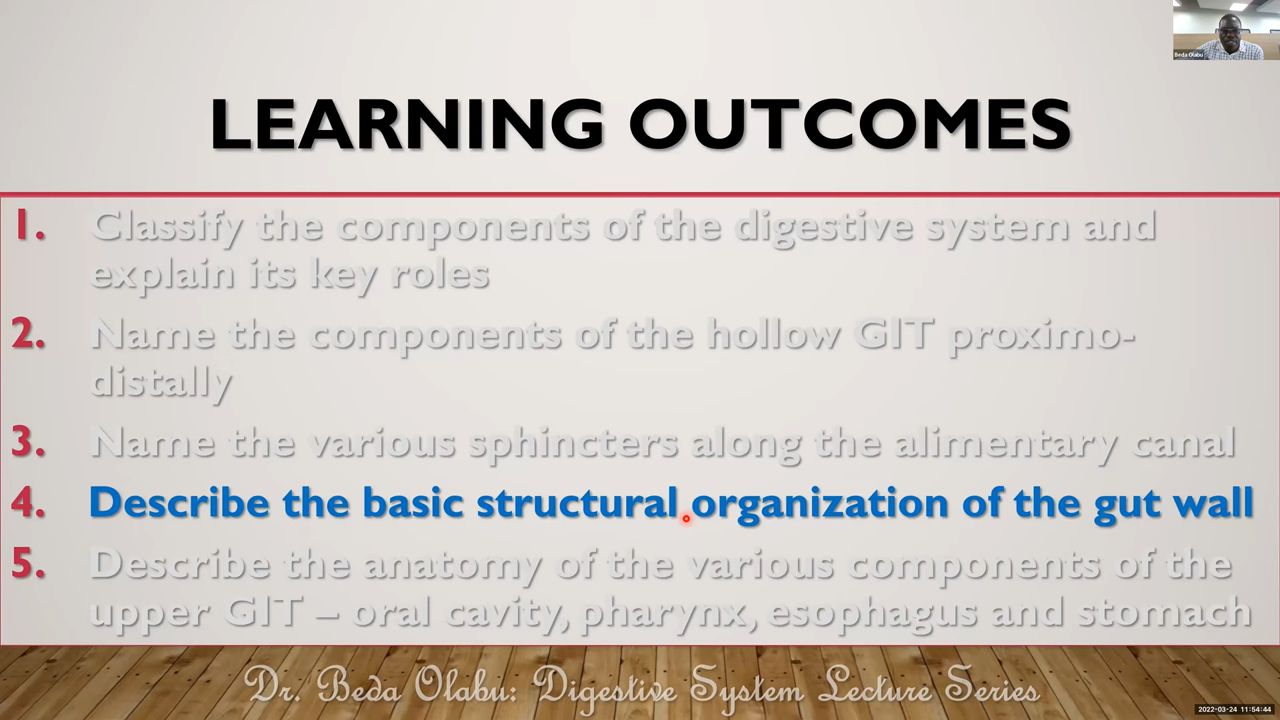 Beda Olabu
LEARNING OUTCOMES
1. Classify the components of the digestive system and
explain its key roles
2. Name the components of the hollow GIT proximo-
distally
3. Name the various sphincters along the alimentary canal
4. Describe the basic structural organization of the gut wall
5. Describe the anatomy of the various components of the
upper GIT – oral cavity, pharynx, esophagus and stomach
Dr. Beda Olabu: Digestive System Lecture Series
2022-03-24 11:54:44